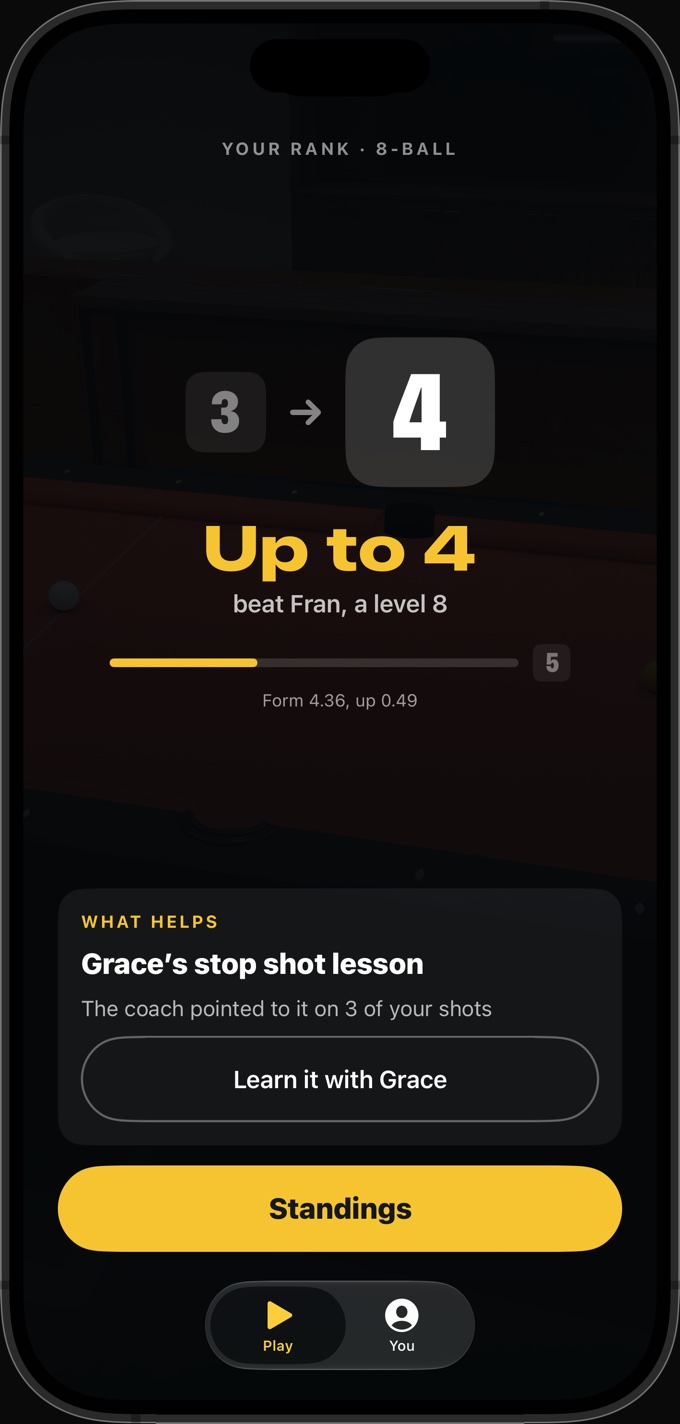 YOUR RANK · 8-BALL
3 → 4
Up to 4
beat Fran, a level 8
5
Form 4.36, up 0.49
WHAT HELPS
Grace’s stop shot lesson
The coach pointed to it on 3 of your shots
Learn it with Grace
Standings
Play
You